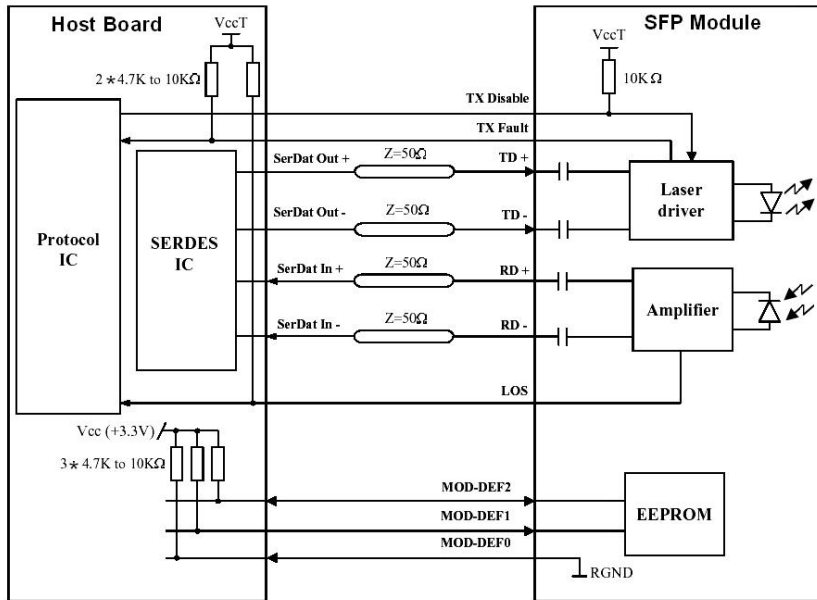 Host Board
SFP Module
VccT
VccT
2*4.7K to 10KΩ
10KΩ
TX Disable
TX Fault
SerDat Out +
Z=50Ω
TD +
Laser driver
SerDat Out -
Z=50Ω
TD -
Protocol IC
SERDES IC
SerDat In +
Z=50Ω
RD +
Amplifier
SerDat In -
Z=50Ω
RD -
LOS
Vcc (+3.3V)
3*4.7K to 10KΩ
MOD-DEF2
EEPROM
MOD-DEF1
MOD-DEF0
RGND